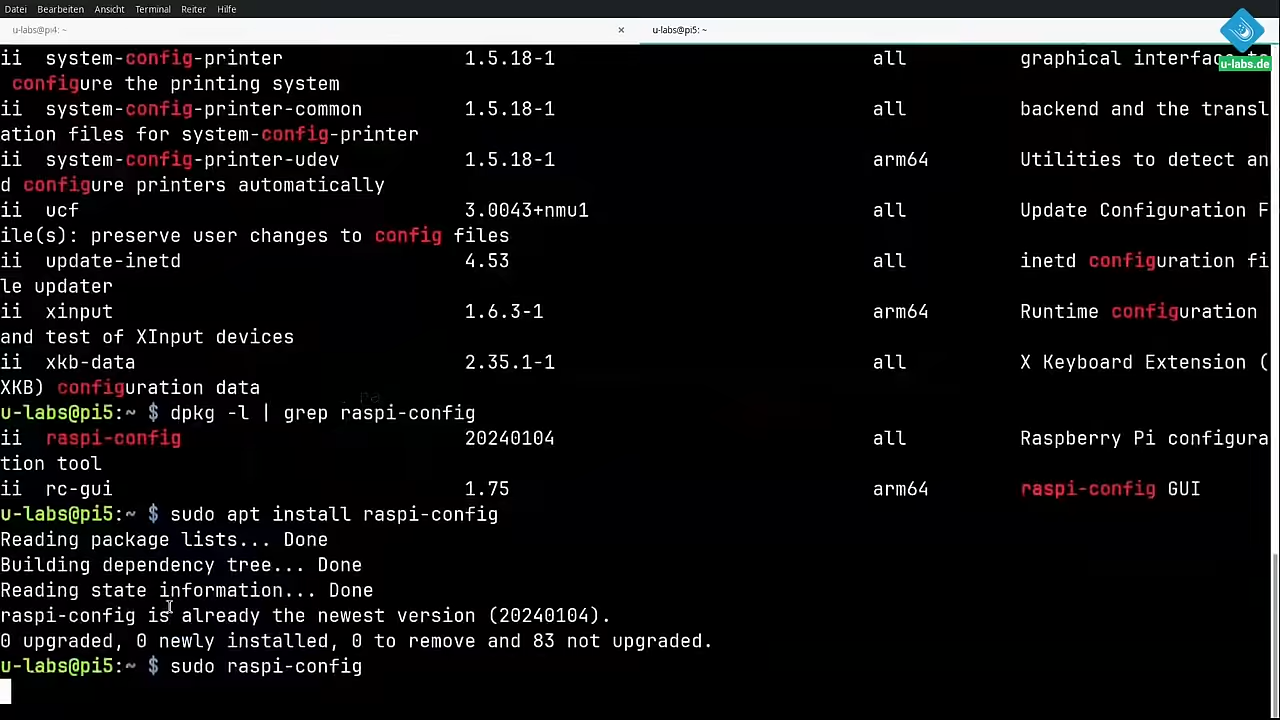 Datei Bearbeiten Ansicht Terminal Reiter Hilfe
u-labs@pi4: ~ × u-labs@pi5: ~
u-labs.de
ii system-config-printer 1.5.18-1 all graphical interface to
configure the printing system
ii system-config-printer-common 1.5.18-1 all backend and the transl
ation files for system-config-printer
ii system-config-printer-udev 1.5.18-1 arm64 Utilities to detect an
d configure printers automatically
ii ucf 3.0043+nmu1 all Update Configuration F
ile(s): preserve user changes to config files
ii update-inetd 4.53 all inetd configuration fi
le updater
ii xinput 1.6.3-1 arm64 Runtime configuration
and test of XInput devices
ii xkb-data 2.35.1-1 all X Keyboard Extension (
XKB) configuration data
u-labs@pi5:~ $ dpkg -l | grep raspi-config
ii raspi-config 20240104 all Raspberry Pi configura
tion tool
ii rc-gui 1.75 arm64 raspi-config GUI
u-labs@pi5:~ $ sudo apt install raspi-config
Reading package lists... Done
Building dependency tree... Done
Reading state information... Done
raspi-config is already the newest version (20240104).
0 upgraded, 0 newly installed, 0 to remove and 83 not upgraded.
u-labs@pi5:~ $ sudo raspi-config